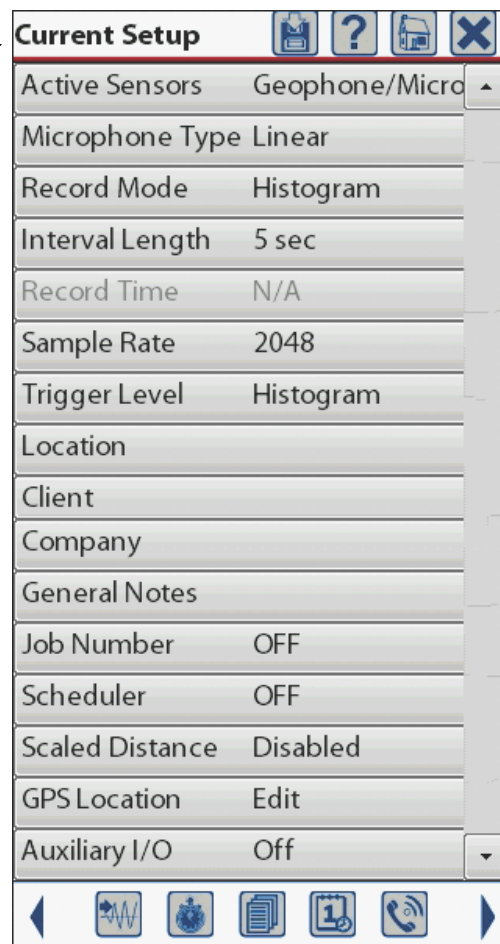 Current Setup ?
Active Sensors Geophone/Micro
Microphone Type Linear
Record Mode Histogram
Interval Length 5 sec
Record Time N/A
Sample Rate 2048
Trigger Level Histogram
Location
Client
Company
General Notes
Job Number OFF
Scheduler OFF
Scaled Distance Disabled
GPS Location Edit
Auxiliary I/O Off
1